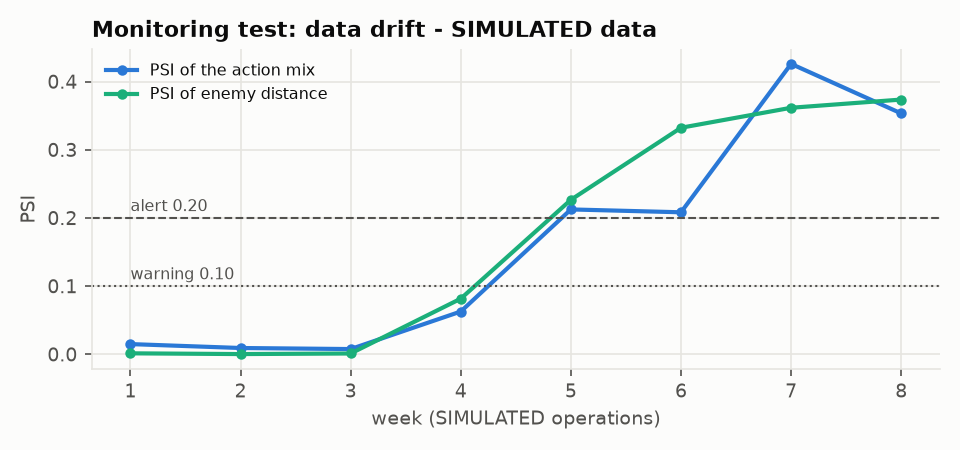 Monitoring test: data drift - SIMULATED data
PSI of the action mix
PSI of enemy distance
0.4
0.3
0.2
0.1
0.0
PSI
alert 0.20
warning 0.10
1 2 3 4 5 6 7 8
week (SIMULATED operations)